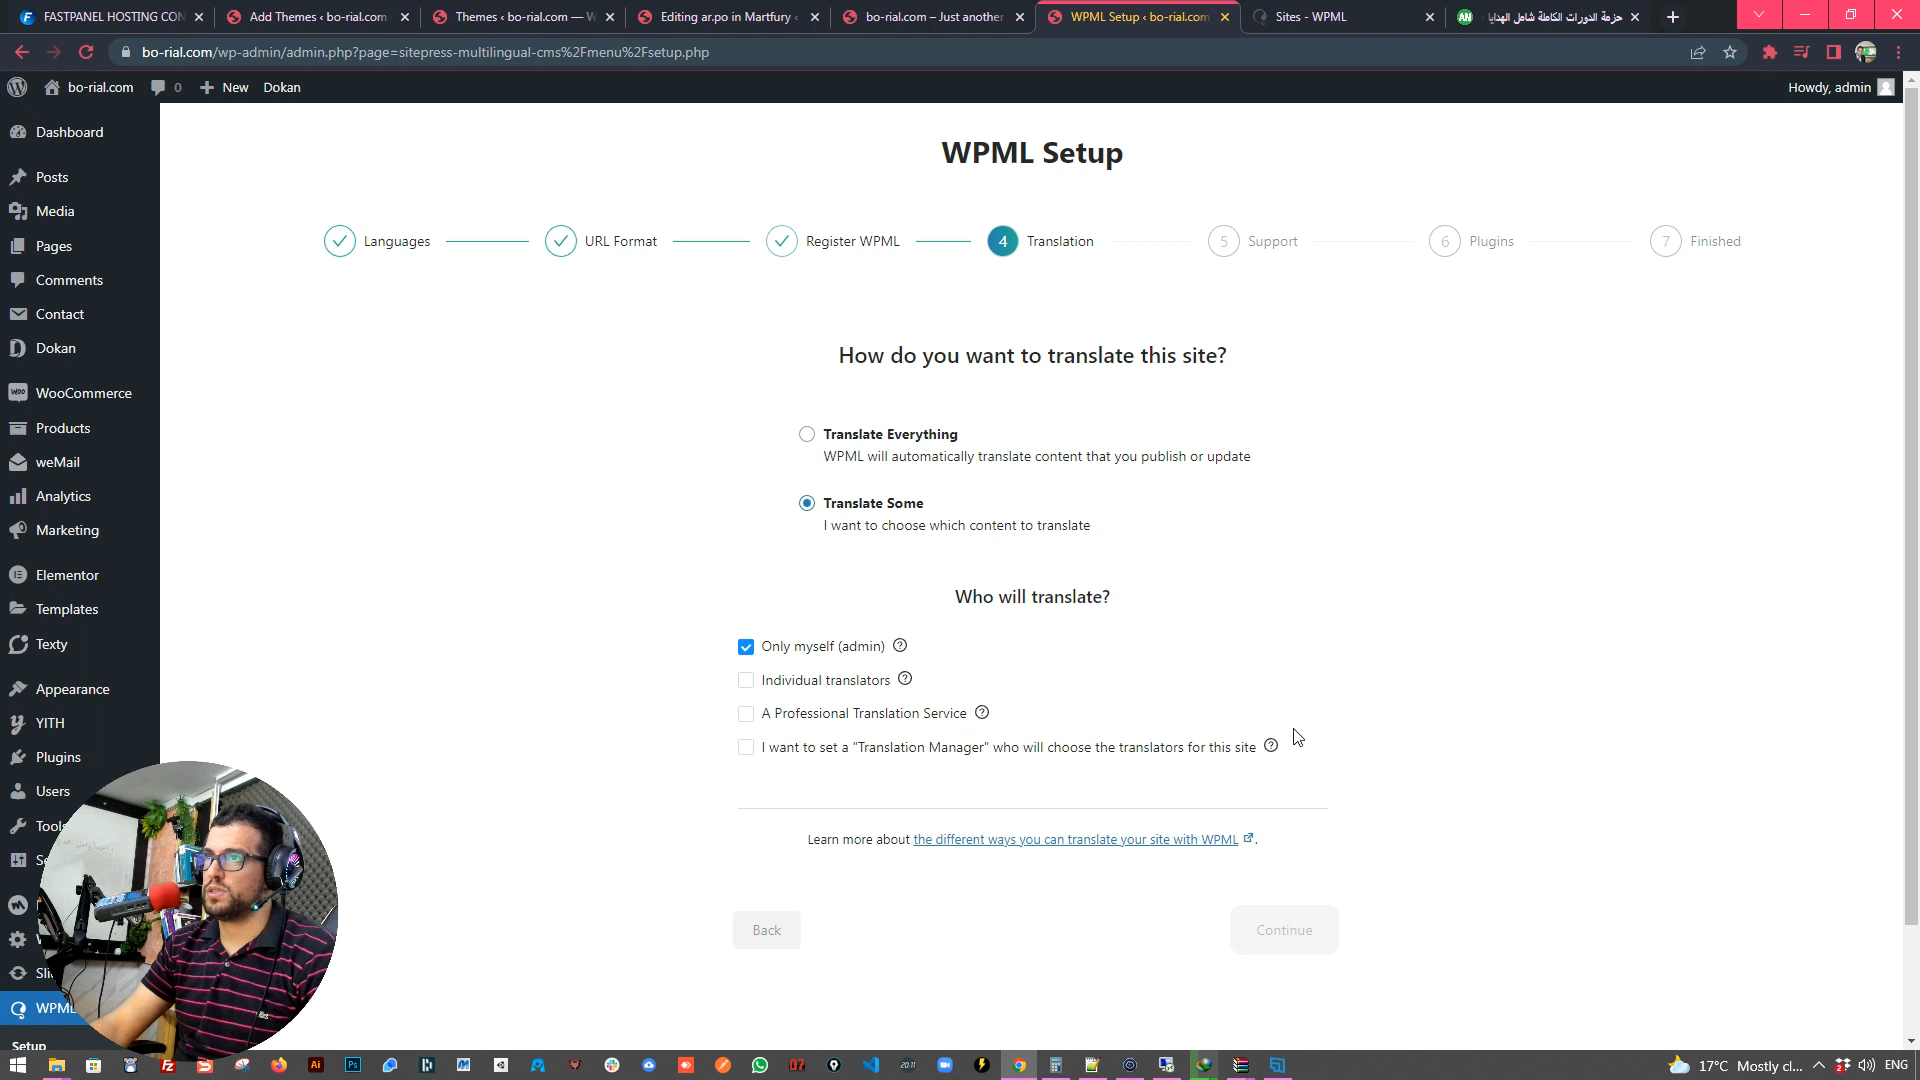 FASTPANEL HOSTING CON
Add Themes ‹ bo-rial.com
Themes ‹ bo-rial.com — W
Editing ar.po in Martfury ‹
bo-rial.com – Just another
WPML Setup ‹ bo-rial.com
Sites - WPML
حزمة الدورات الكاملة شامل الهدايا
bo-rial.com/wp-admin/admin.php?page=sitepress-multilingual-cms%2Fmenu%2Fsetup.php
bo-rial.com
0
New
Dokan
Howdy, admin
Dashboard
Posts
Media
Pages
Comments
Contact
Dokan
WooCommerce
Products
weMail
Analytics
Marketing
Elementor
Templates
Texty
Appearance
YITH
Plugins
Users
Tools
WPML
Setup
WPML Setup
Languages
URL Format
Register WPML
4 Translation
5 Support
6 Plugins
7 Finished
How do you want to translate this site?
Translate Everything
WPML will automatically translate content that you publish or update
Translate Some
I want to choose which content to translate
Who will translate?
Only myself (admin)
Individual translators
A Professional Translation Service
I want to set a "Translation Manager" who will choose the translators for this site
Learn more about the different ways you can translate your site with WPML .
Back
Continue
17°C Mostly cl...
ENG